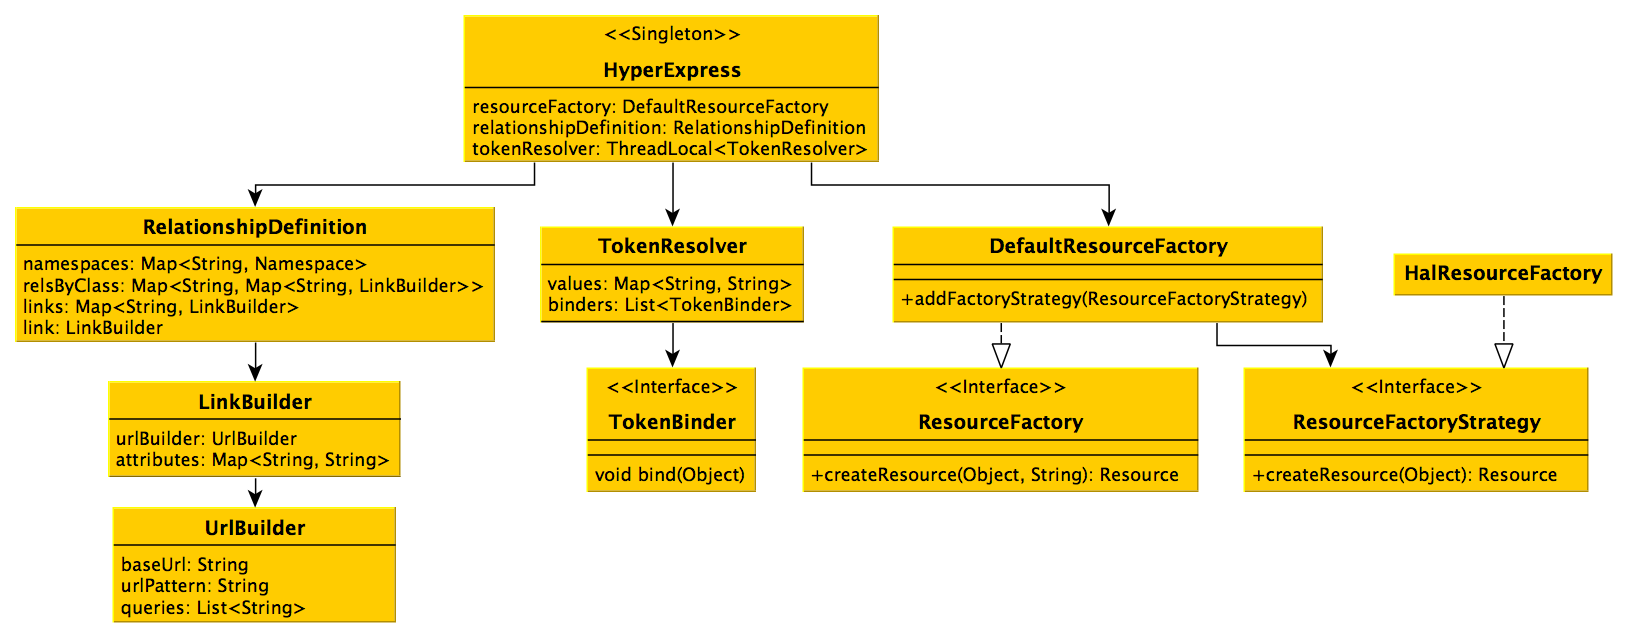 <<Singleton>>
HyperExpress
resourceFactory: DefaultResourceFactory
relationshipDefinition: RelationshipDefinition
tokenResolver: ThreadLocal<TokenResolver>
RelationshipDefinition
namespaces: Map<String, Namespace>
relsByClass: Map<String, Map<String, LinkBuilder>>
links: Map<String, LinkBuilder>
link: LinkBuilder
TokenResolver
values: Map<String, String>
binders: List<TokenBinder>
DefaultResourceFactory
+addFactoryStrategy(ResourceFactoryStrategy)
HalResourceFactory
LinkBuilder
urlBuilder: UrlBuilder
attributes: Map<String, String>
<<Interface>>
TokenBinder
void bind(Object)
<<Interface>>
ResourceFactory
+createResource(Object, String): Resource
<<Interface>>
ResourceFactoryStrategy
+createResource(Object): Resource
UrlBuilder
baseUrl: String
urlPattern: String
queries: List<String>